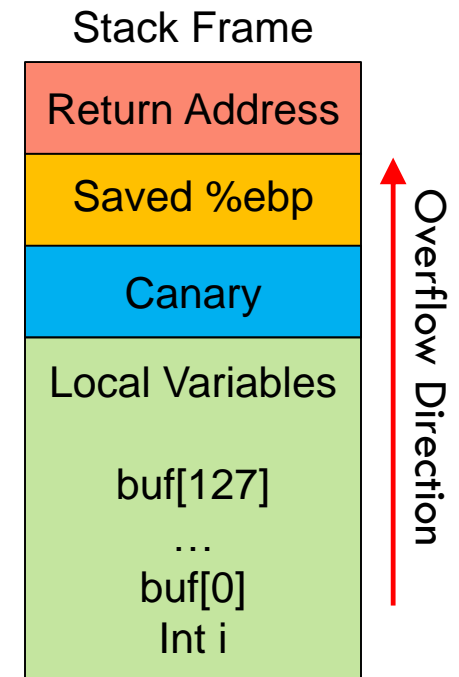 Stack Frame
Return Address
Saved %ebp
Canary
Local Variables
buf[127]
…
buf[0]
Int i
Overflow Direction